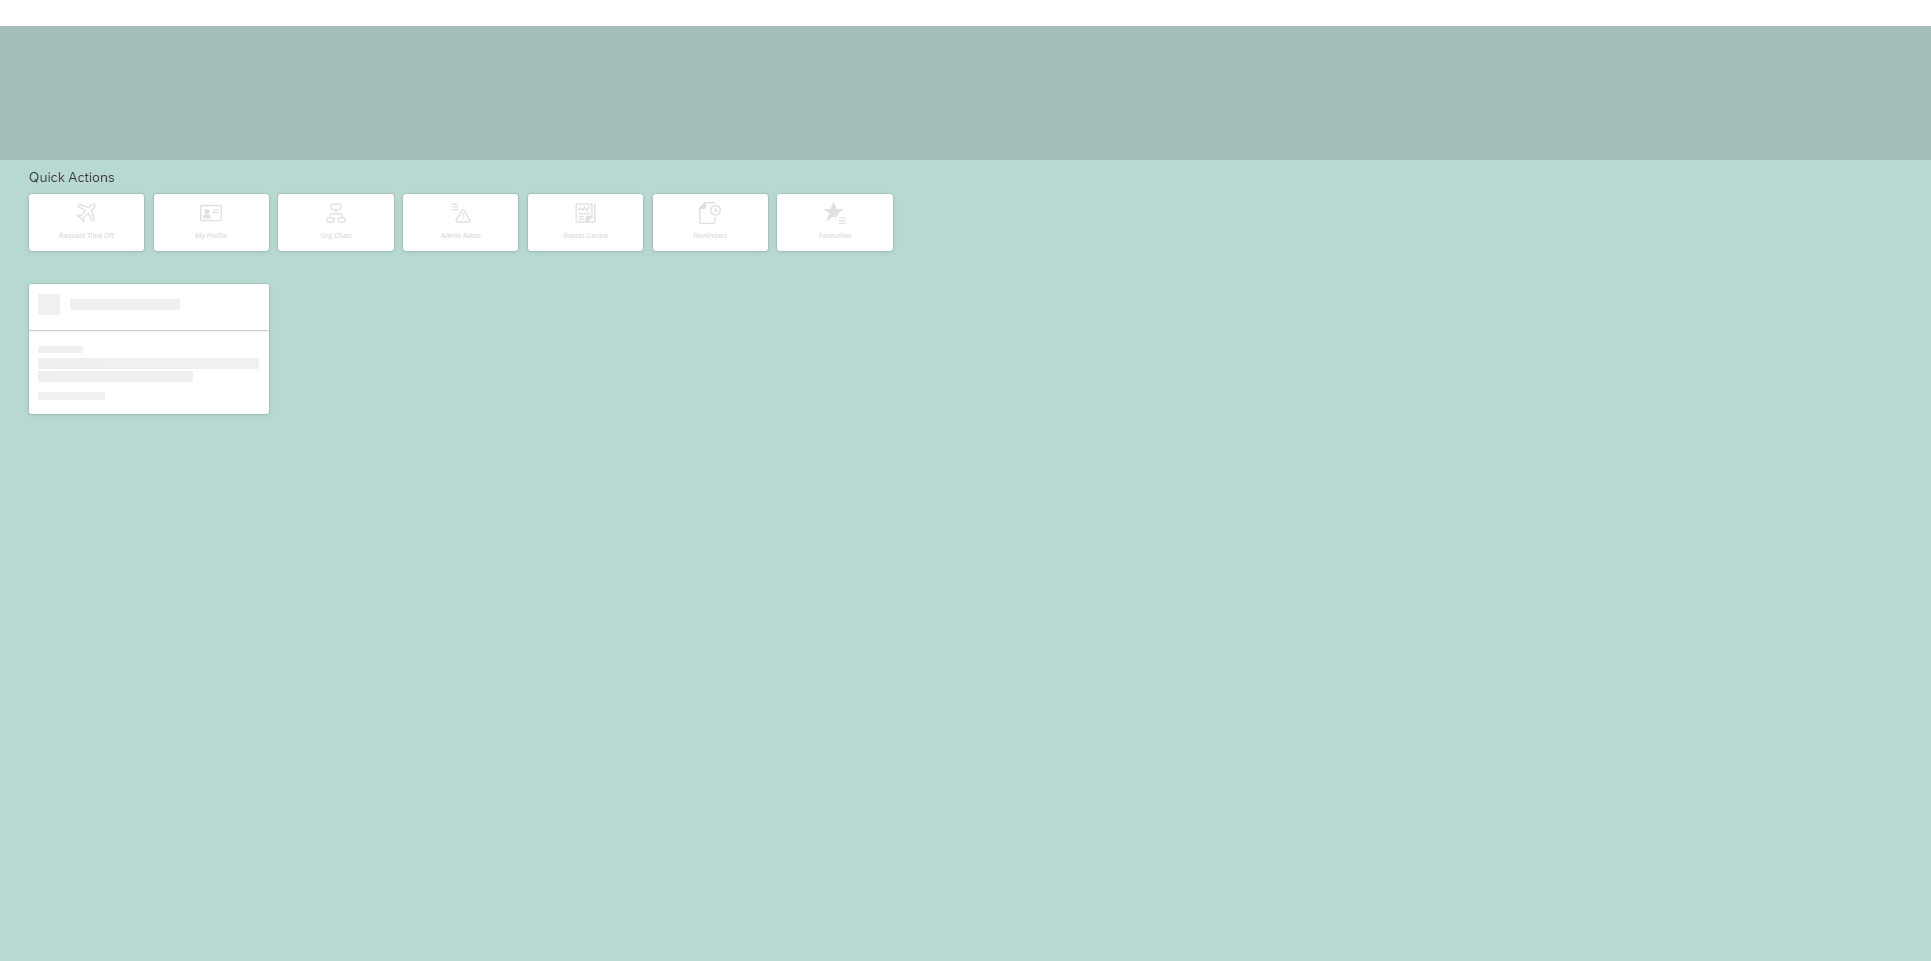 Quick Actions
Request Time Off
My Profile
Org Chart
Admin Alerts
Report Centre
Reminders
Favourites